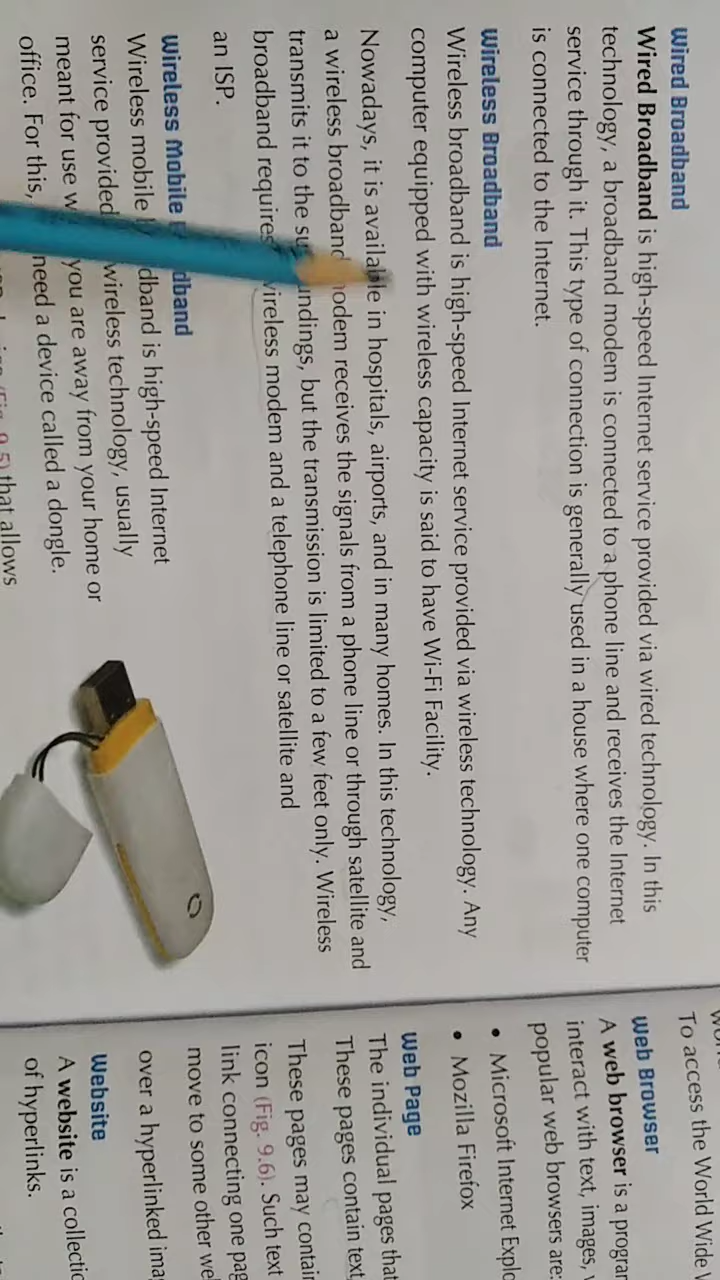 Wired Broadband
Wired Broadband is high-speed Internet service provided via wired technology. In this
technology, a broadband modem is connected to a phone line and receives the Internet
service through it. This type of connection is generally used in a house where one computer
is connected to the Internet.
Wireless Broadband
Wireless broadband is high-speed Internet service provided via wireless technology. Any
computer equipped with wireless capacity is said to have Wi-Fi Facility.
Nowadays, it is available in hospitals, airports, and in many homes. In this technology,
a wireless broadband modem receives the signals from a phone line or through satellite and
transmits it to the su ndings, but the transmission is limited to a few feet only. Wireless
broadband requires wireless modem and a telephone line or satellite and
an ISP.
Wireless Mobile dband
Wireless mobile dband is high-speed Internet
service provided wireless technology, usually
meant for use w you are away from your home or
office. For this, need a device called a dongle.
9.5) that allows
To access the World Wide
Web Browser
A web browser is a progra
interact with text, images,
popular web browsers are:
• Microsoft Internet Explo
• Mozilla Firefox
Web Page
The individual pages that
These pages contain text
These pages may contai
icon (Fig. 9.6). Such text
link connecting one pag
move to some other we
over a hyperlinked ima
Website
A website is a collectio
of hyperlinks.